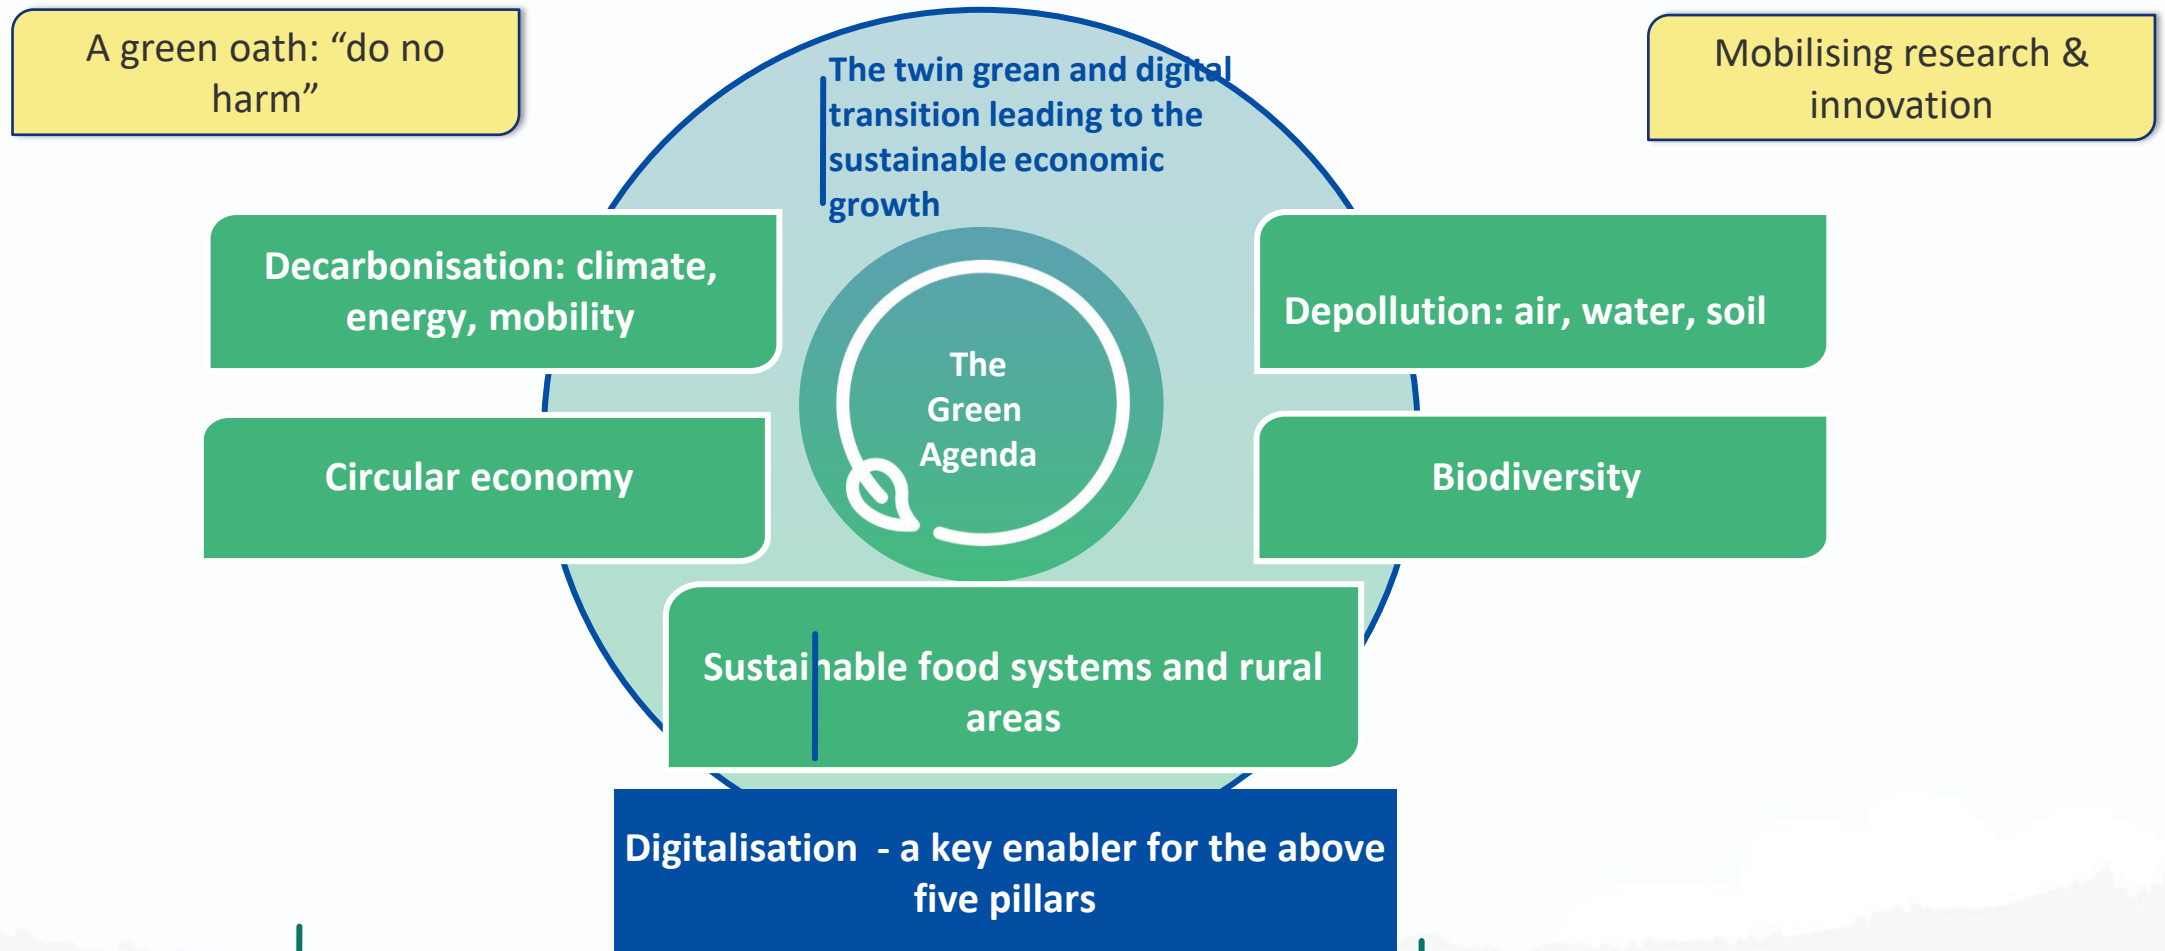 A green oath: “do no
harm”
The twin grean and digital
transition leading to the
sustainable economic
growth
Mobilising research &
innovation
Decarbonisation: climate,
energy, mobility
Depollution: air, water, soil
The
Green
Agenda
Circular economy
Biodiversity
Sustainable food systems and rural
areas
Digitalisation - a key enabler for the above
five pillars